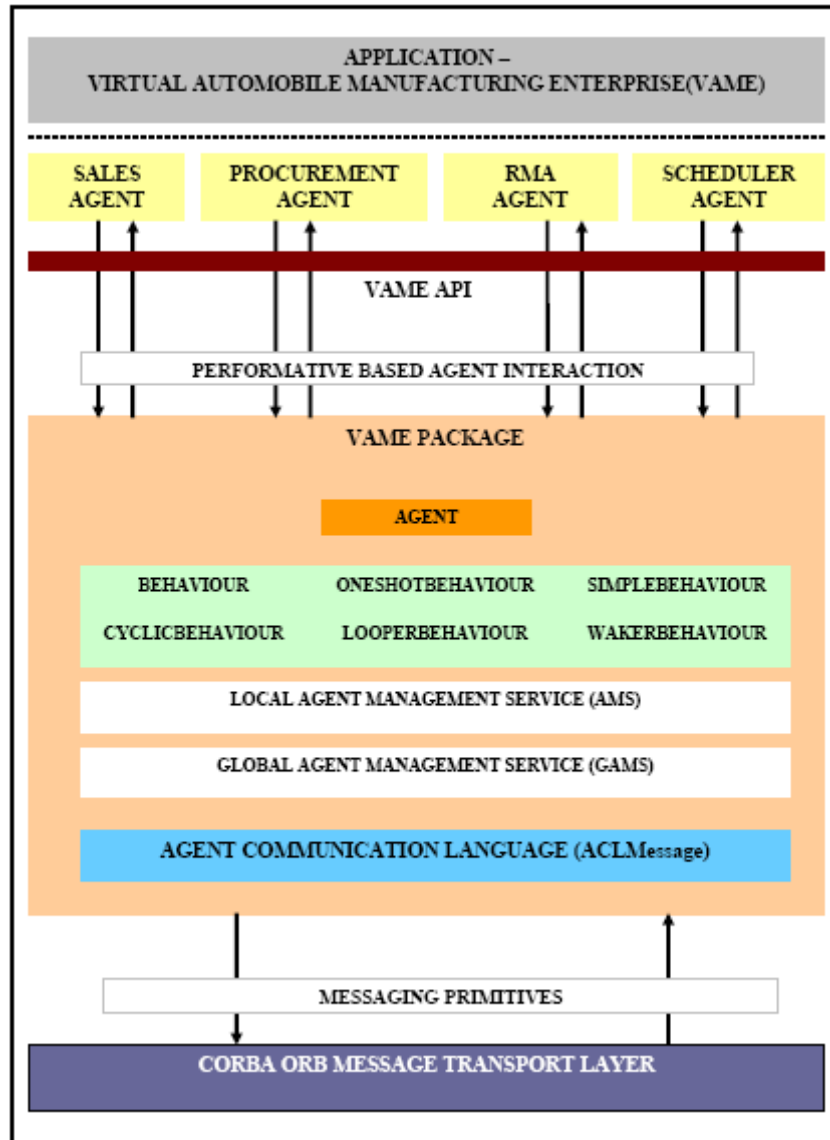 APPLICATION –
VIRTUAL AUTOMOBILE MANUFACTURING ENTERPRISE(VAME)
SALES
AGENT
PROCUREMENT
AGENT
RMA
AGENT
SCHEDULER
AGENT
VAME API
PERFORMATIVE BASED AGENT INTERACTION
VAME PACKAGE
AGENT
BEHAVIOUR ONESHOTBEHAVIOUR SIMPLEBEHAVIOUR
CYCLICBEHAVIOUR LOOPERBEHAVIOUR WAKERBEHAVIOUR
LOCAL AGENT MANAGEMENT SERVICE (AMS)
GLOBAL AGENT MANAGEMENT SERVICE (GAMS)
AGENT COMMUNICATION LANGUAGE (ACLMessage)
MESSAGING PRIMITIVES
CORBA ORB MESSAGE TRANSPORT LAYER